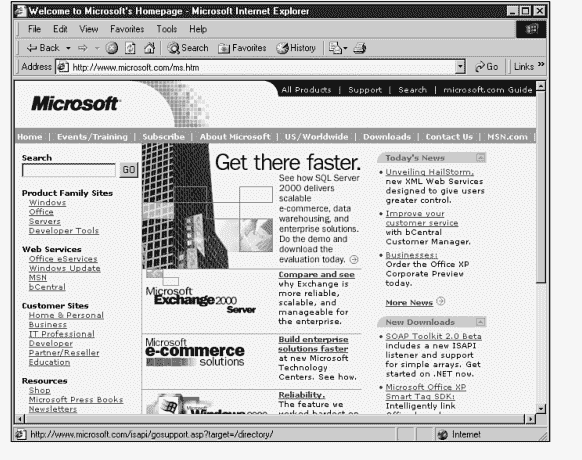 Welcome to Microsoft's Homepage - Microsoft Internet Explorer
File Edit View Favorites Tools Help
Back Search Favorites History
Address http://www.microsoft.com/ms.htm Go Links »
All Products | Support | Search | microsoft.com Guide
Microsoft
Home | Events/Training | Subscribe | About Microsoft | US/Worldwide | Downloads | Contact Us | MSN.com |
Search
GO
Product Family Sites
Windows
Office
Servers
Developer Tools
Web Services
Office eServices
Windows Update
MSN
bCentral
Customer Sites
Home & Personal
Business
IT Professional
Developer
Partner/Reseller
Education
Resources
Shop
Microsoft Press Books
Newsletters
Get there faster.
See how SQL Server
2000 delivers
scalable
e-commerce, data
warehousing, and
enterprise solutions.
Do the demo and
download the
evaluation today.
Microsoft
Exchange 2000
Server
Compare and see
why Exchange is
more reliable,
scalable, and
manageable for
the enterprise.
Microsoft
e-commerce
solutions
Build enterprise
solutions faster
at new Microsoft
Technology
Centers. See how.
Microsoft
Reliability.
The feature we
Today's News
• Unveiling HailStorm,
new XML Web Services
designed to give users
greater control.
• Improve your
customer service
with bCentral
Customer Manager.
• Businesses:
Order the Office XP
Corporate Preview
today.
More News
New Downloads
• SOAP Toolkit 2.0 Beta
includes a new ISAPI
listener and support
for simple arrays. Get
started on .NET now.
• Microsoft Office XP
Smart Tag SDK:
Intelligently link
http://www.microsoft.com/isapi/gosupport.asp?target=/directory/
Internet